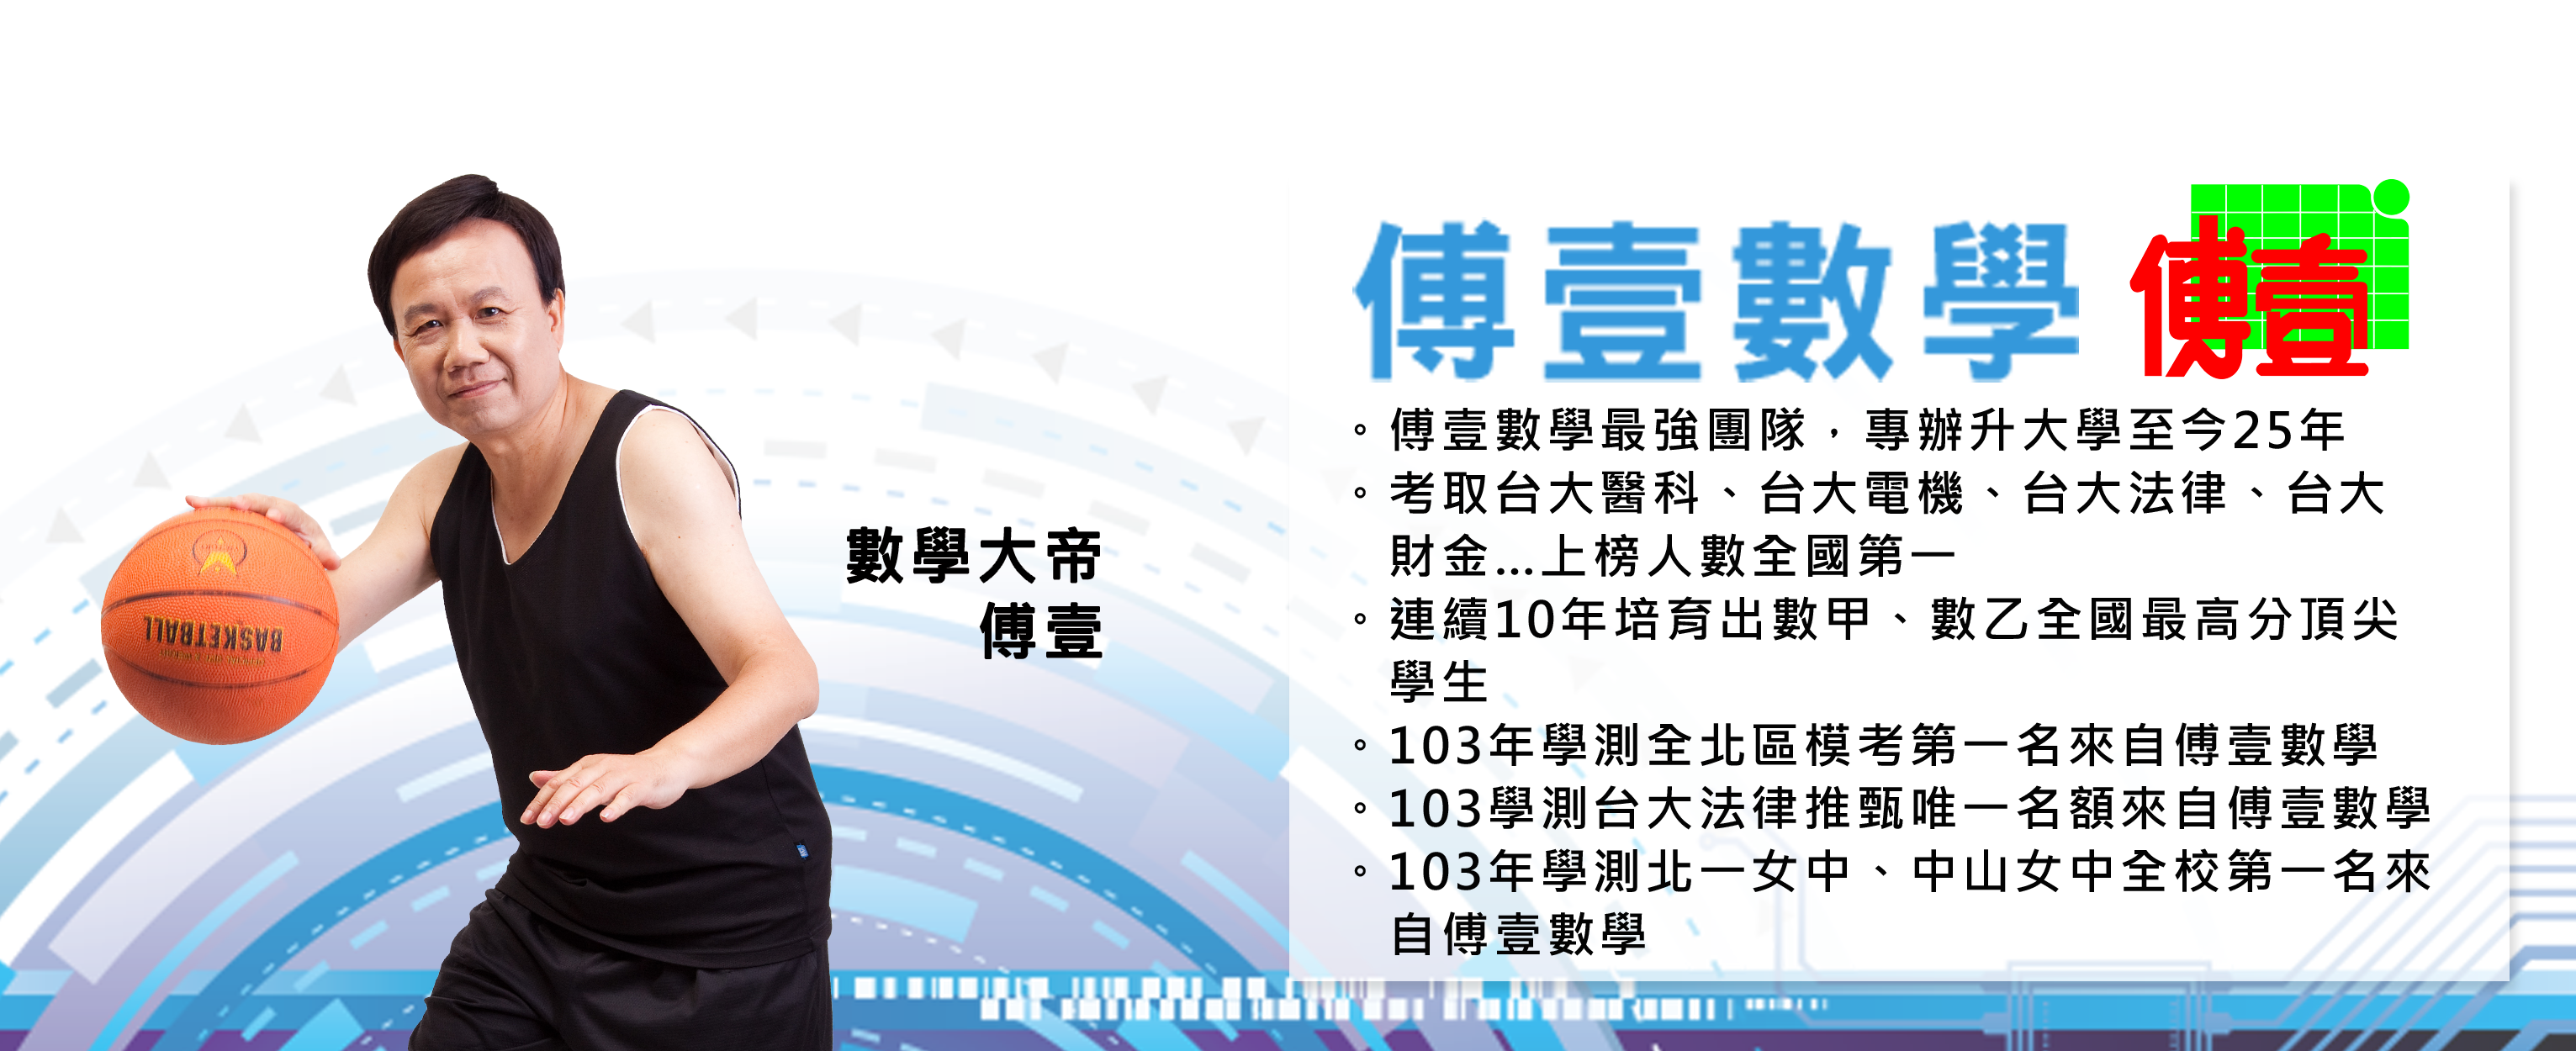 傅壹數學
傅壹
。傅壹數學最強團隊，專辦升大學至今25年
。考取台大醫科、台大電機、台大法律、台大
財金...上榜人數全國第一
。連續10年培育出數甲、數乙全國最高分頂尖
學生
。103年學測全北區模考第一名來自傅壹數學
。103學測台大法律推甄唯一名額來自傅壹數學
。103年學測北一女中、中山女中全校第一名來
自傅壹數學
數學大帝
傅壹
BASKETBALL